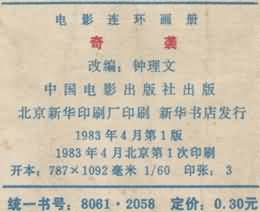 电影连环画册
奇袭
改编：钟理文
中国电影出版社出版
北京新华印刷厂印刷 新华书店发行
1983年4月第1版
1983年4月北京第1次印刷
开本：787×1092毫米 1/60 印张：3
统一书号：8061·2058 定价：0.30元